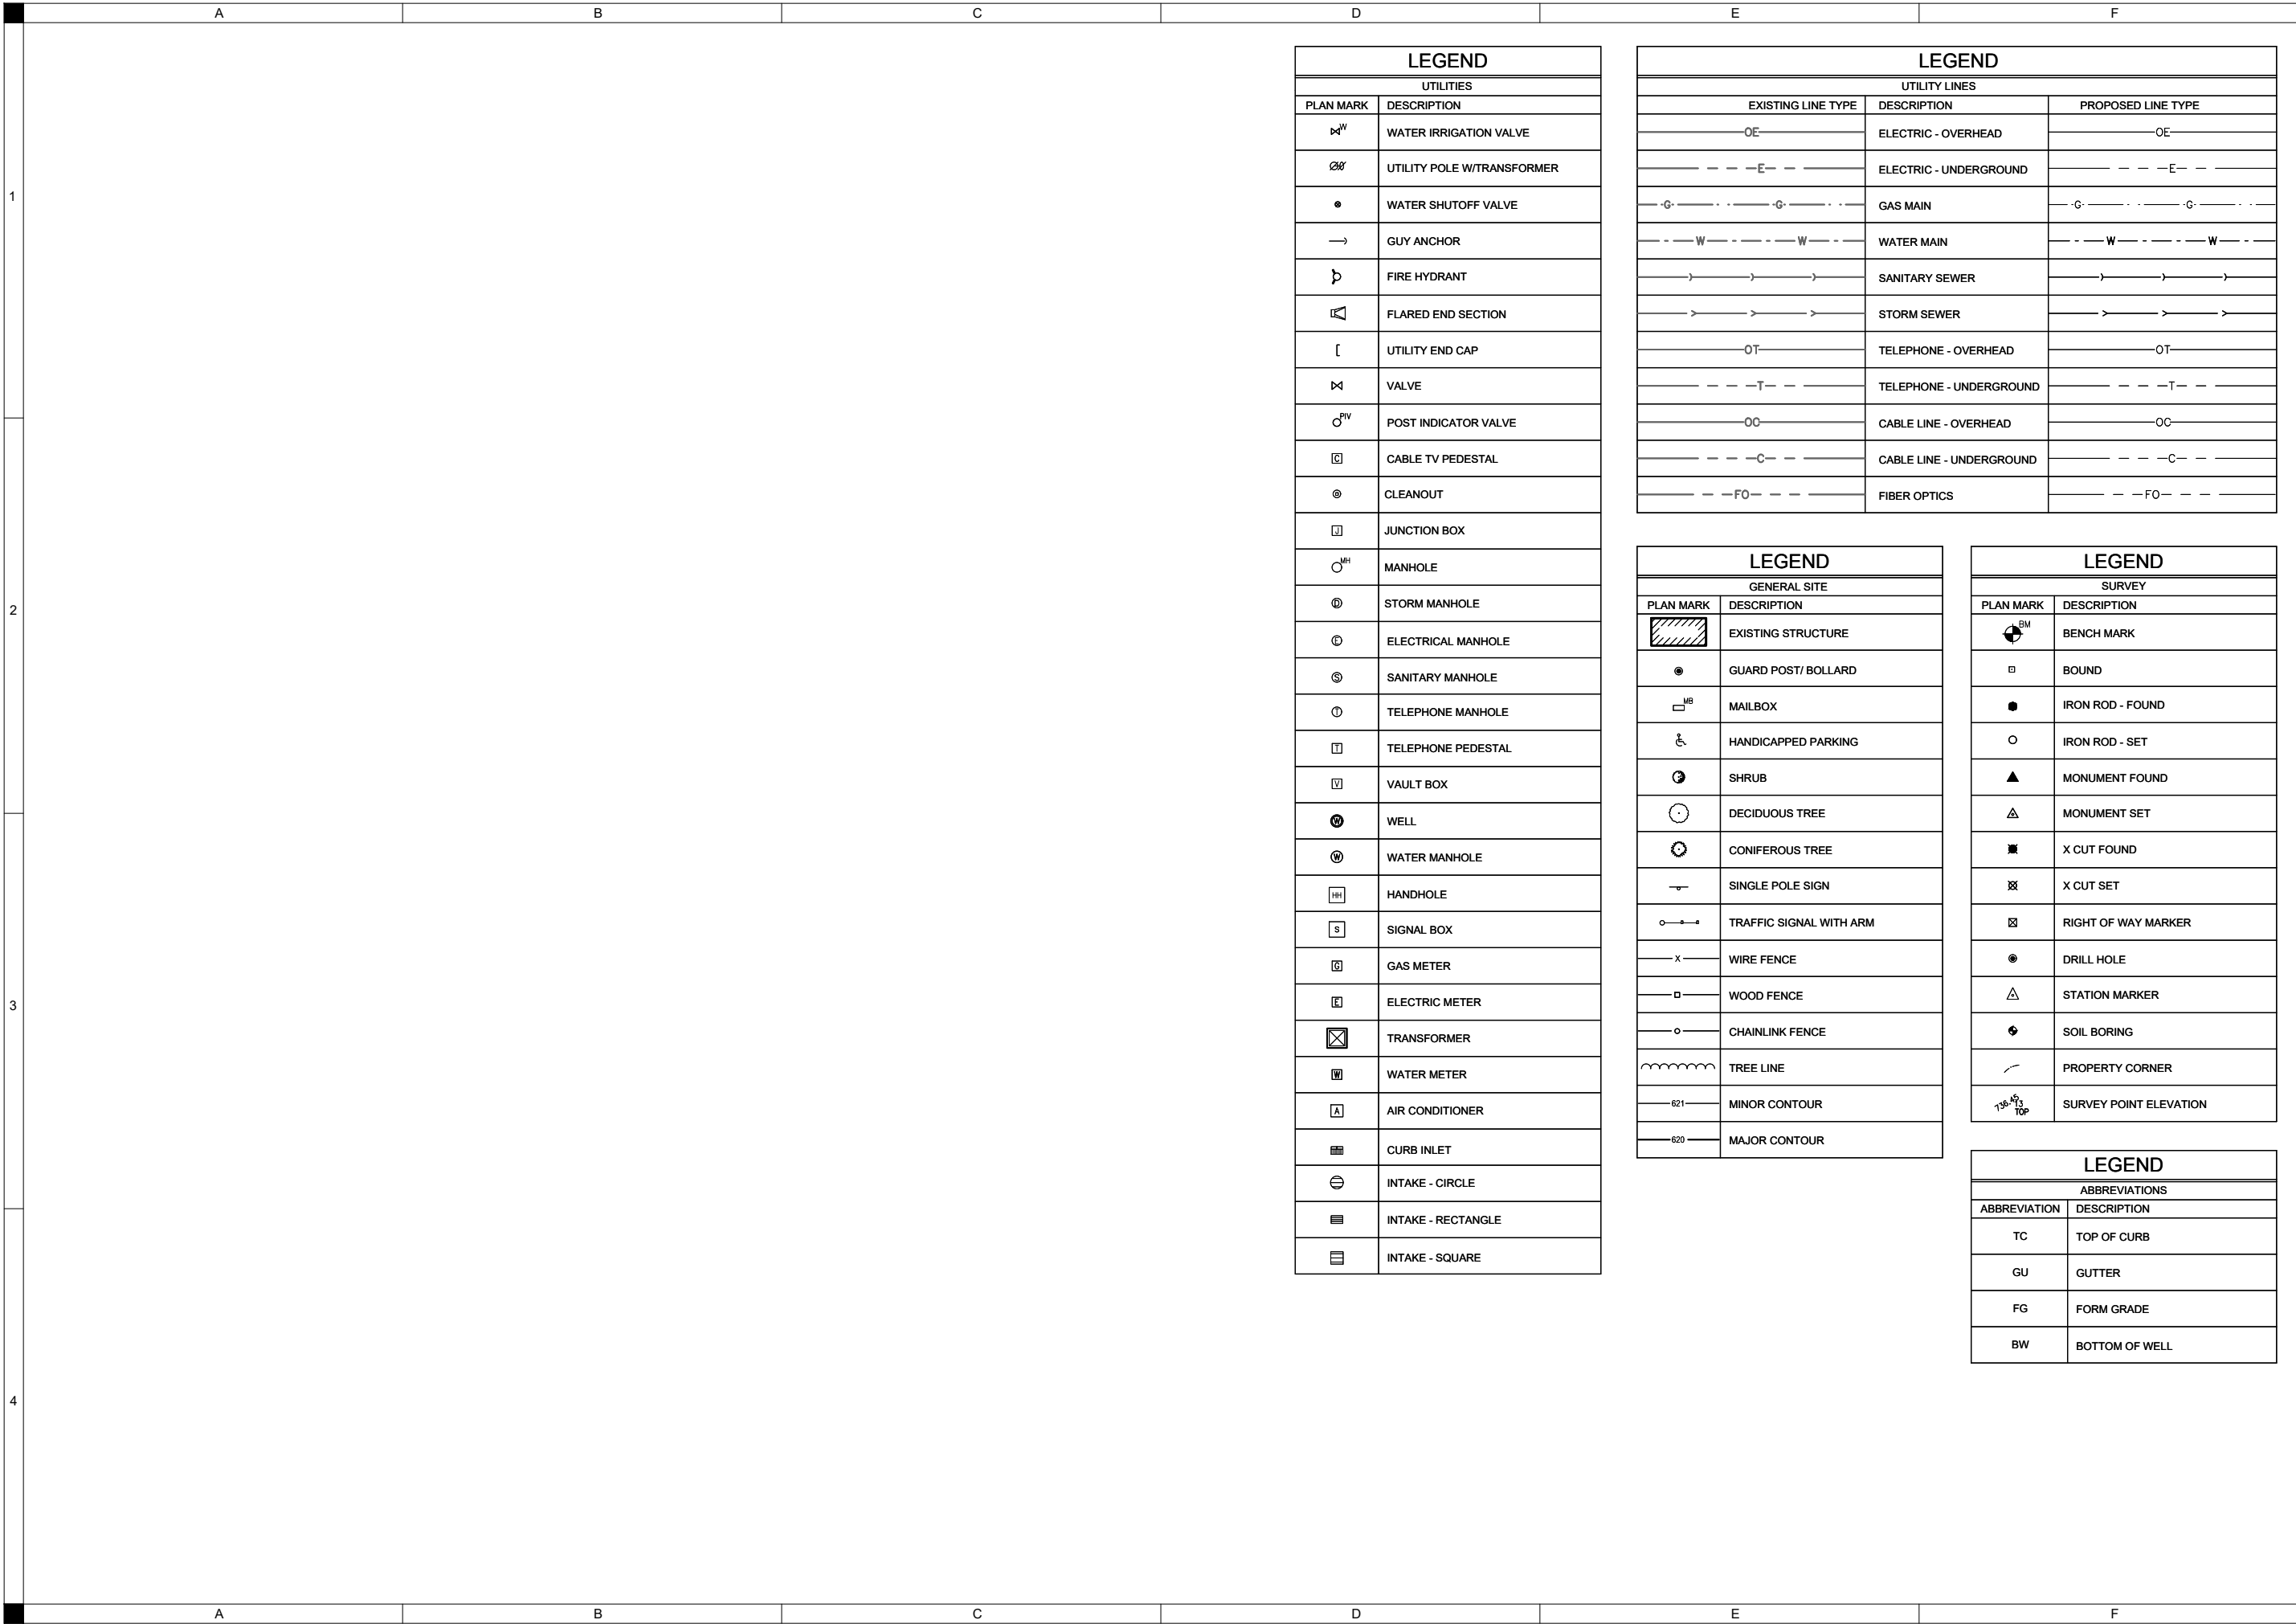 A B C D E F
1
2
3
4
LEGEND
UTILITIES
PLAN MARK DESCRIPTION
W WATER IRRIGATION VALVE
UTILITY POLE W/TRANSFORMER
WATER SHUTOFF VALVE
GUY ANCHOR
FIRE HYDRANT
FLARED END SECTION
UTILITY END CAP
VALVE
PIV POST INDICATOR VALVE
C CABLE TV PEDESTAL
CLEANOUT
J JUNCTION BOX
MH MANHOLE
D STORM MANHOLE
E ELECTRICAL MANHOLE
S SANITARY MANHOLE
T TELEPHONE MANHOLE
T TELEPHONE PEDESTAL
V VAULT BOX
W WELL
W WATER MANHOLE
HH HANDHOLE
S SIGNAL BOX
G GAS METER
E ELECTRIC METER
TRANSFORMER
W WATER METER
A AIR CONDITIONER
CURB INLET
INTAKE - CIRCLE
INTAKE - RECTANGLE
INTAKE - SQUARE
LEGEND
UTILITY LINES
EXISTING LINE TYPE DESCRIPTION PROPOSED LINE TYPE
OE ELECTRIC - OVERHEAD OE
E ELECTRIC - UNDERGROUND E
G G GAS MAIN G G
W W WATER MAIN W W
SANITARY SEWER
STORM SEWER
OT TELEPHONE - OVERHEAD OT
T TELEPHONE - UNDERGROUND T
OC CABLE LINE - OVERHEAD OC
C CABLE LINE - UNDERGROUND C
FO FIBER OPTICS FO
LEGEND
GENERAL SITE
PLAN MARK DESCRIPTION
EXISTING STRUCTURE
GUARD POST/ BOLLARD
MB MAILBOX
HANDICAPPED PARKING
SHRUB
DECIDUOUS TREE
CONIFEROUS TREE
SINGLE POLE SIGN
TRAFFIC SIGNAL WITH ARM
X WIRE FENCE
WOOD FENCE
CHAINLINK FENCE
TREE LINE
621 MINOR CONTOUR
620 MAJOR CONTOUR
LEGEND
SURVEY
PLAN MARK DESCRIPTION
BM BENCH MARK
BOUND
IRON ROD - FOUND
IRON ROD - SET
MONUMENT FOUND
MONUMENT SET
X CUT FOUND
X CUT SET
RIGHT OF WAY MARKER
DRILL HOLE
STATION MARKER
SOIL BORING
PROPERTY CORNER
736.45 13 TOP SURVEY POINT ELEVATION
LEGEND
ABBREVIATIONS
ABBREVIATION DESCRIPTION
TC TOP OF CURB
GU GUTTER
FG FORM GRADE
BW BOTTOM OF WELL
A B C D E F